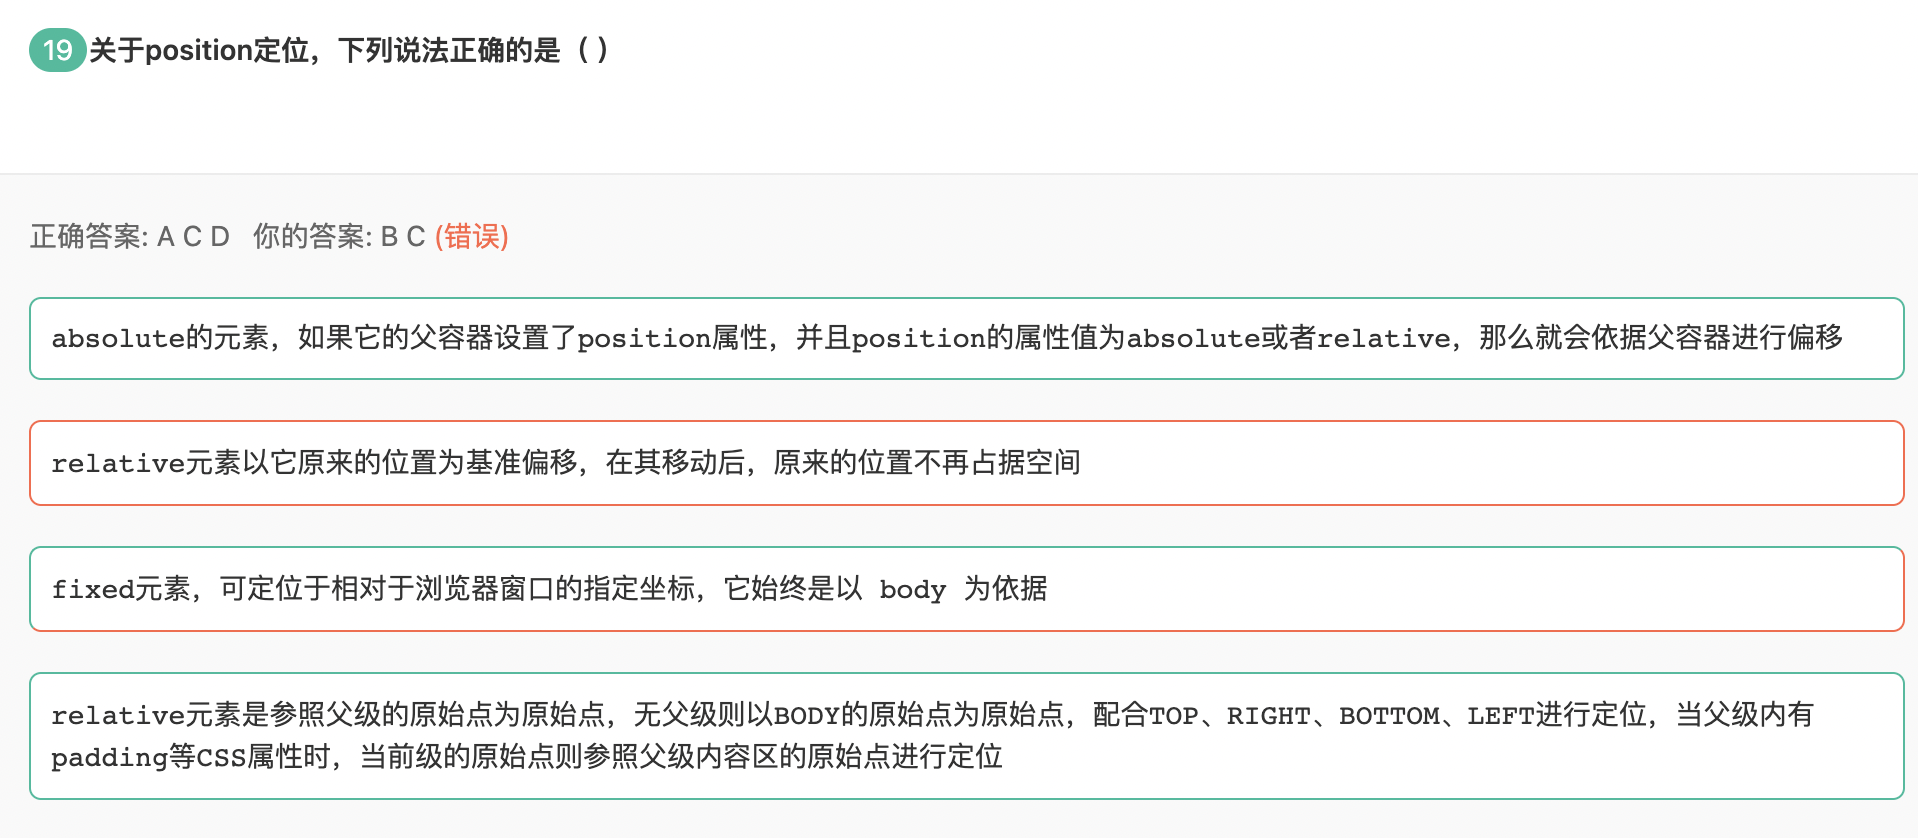 19 关于position定位，下列说法正确的是（ ）
正确答案: A C D 你的答案: B C (错误)
absolute的元素，如果它的父容器设置了position属性，并且position的属性值为absolute或者relative，那么就会依据父容器进行偏移
relative元素以它原来的位置为基准偏移，在其移动后，原来的位置不再占据空间
fixed元素，可定位于相对于浏览器窗口的指定坐标，它始终是以 body 为依据
relative元素是参照父级的原始点为原始点，无父级则以BODY的原始点为原始点，配合TOP、RIGHT、BOTTOM、LEFT进行定位，当父级内有
padding等CSS属性时，当前级的原始点则参照父级内容区的原始点进行定位